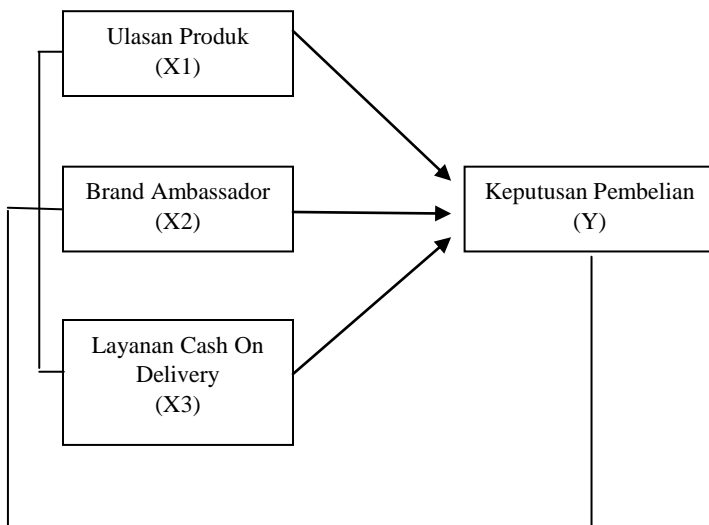 Ulasan Produk
(X1)
Brand Ambassador
(X2)
Keputusan Pembelian
(Y)
Layanan Cash On
Delivery
(X3)